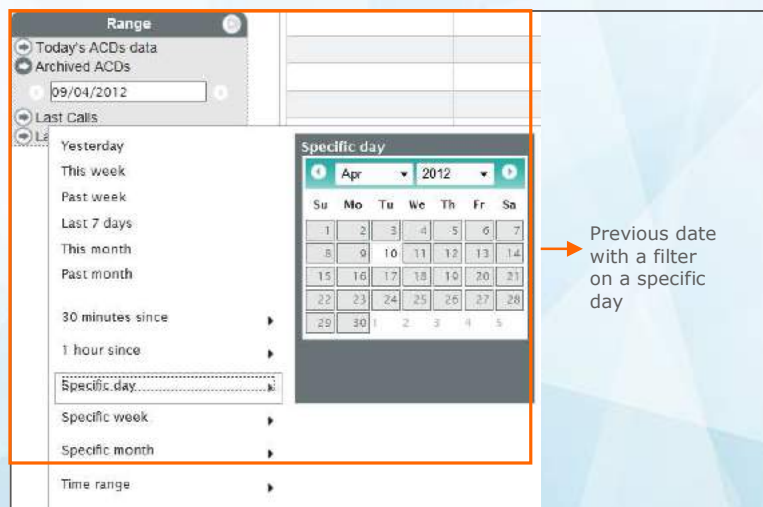 Range
Today's ACDs data
Archived ACDs
09/04/2012
Last Calls
La
Yesterday
This week
Past week
Last 7 days
This month
Past month
30 minutes since
1 hour since
Specific day
Specific week
Specific month
Time range
Specific day
Apr 2012
Su Mo Tu We Th Fr Sa
1 2 3 4 5 6 7
8 9 10 11 12 13 14
15 16 17 18 19 20 21
22 23 24 25 26 27 28
29 30 1 2 3 4 5
Previous date
with a filter
on a specific
day